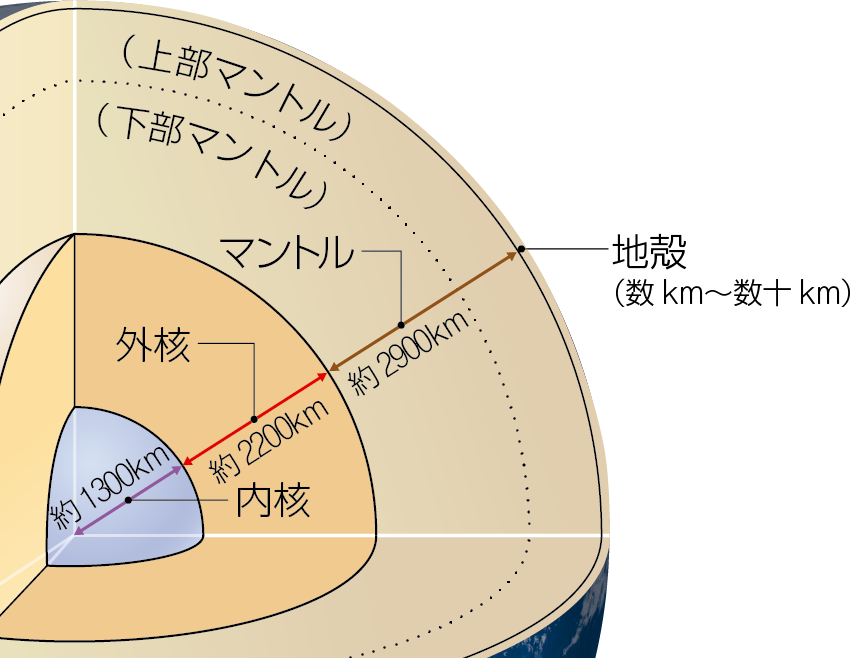 (上部マントル)
(下部マントル)
マントル
地殻
(数 km～数十 km)
約 2900km
外核
約 2200km
約 1300km
内核